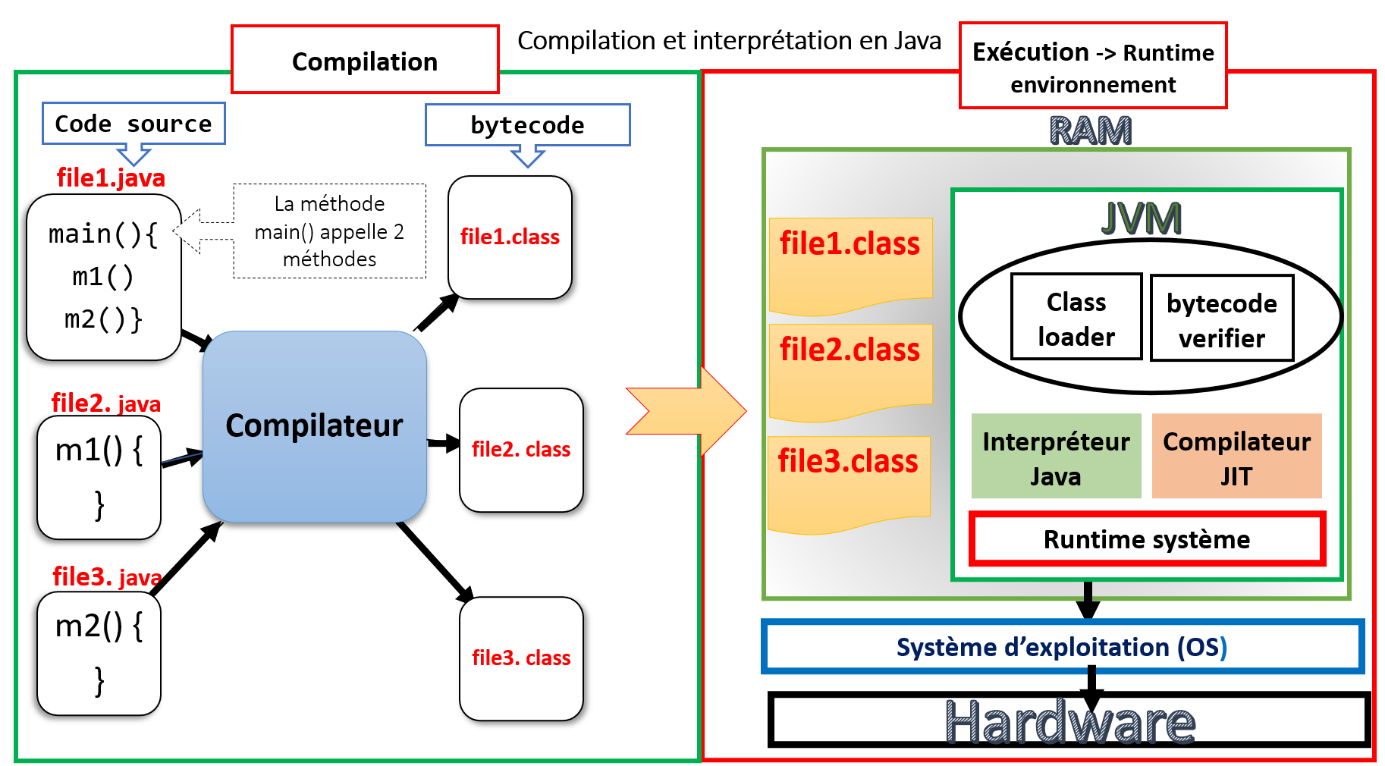 Compilation et interprétation en Java
Compilation
Code source
bytecode
file1.java
main(){
m1()
m2()}
La méthode
main() appelle 2
méthodes
file1.class
file2. java
m1() {
}
Compilateur
file2. class
file3. java
m2() {
}
file3. class
Exécution -> Runtime
environnement
RAM
file1.class
file2.class
file3.class
JVM
Class
loader
bytecode
verifier
Interpréteur
Java
Compilateur
JIT
Runtime système
Système d’exploitation (OS)
Hardware